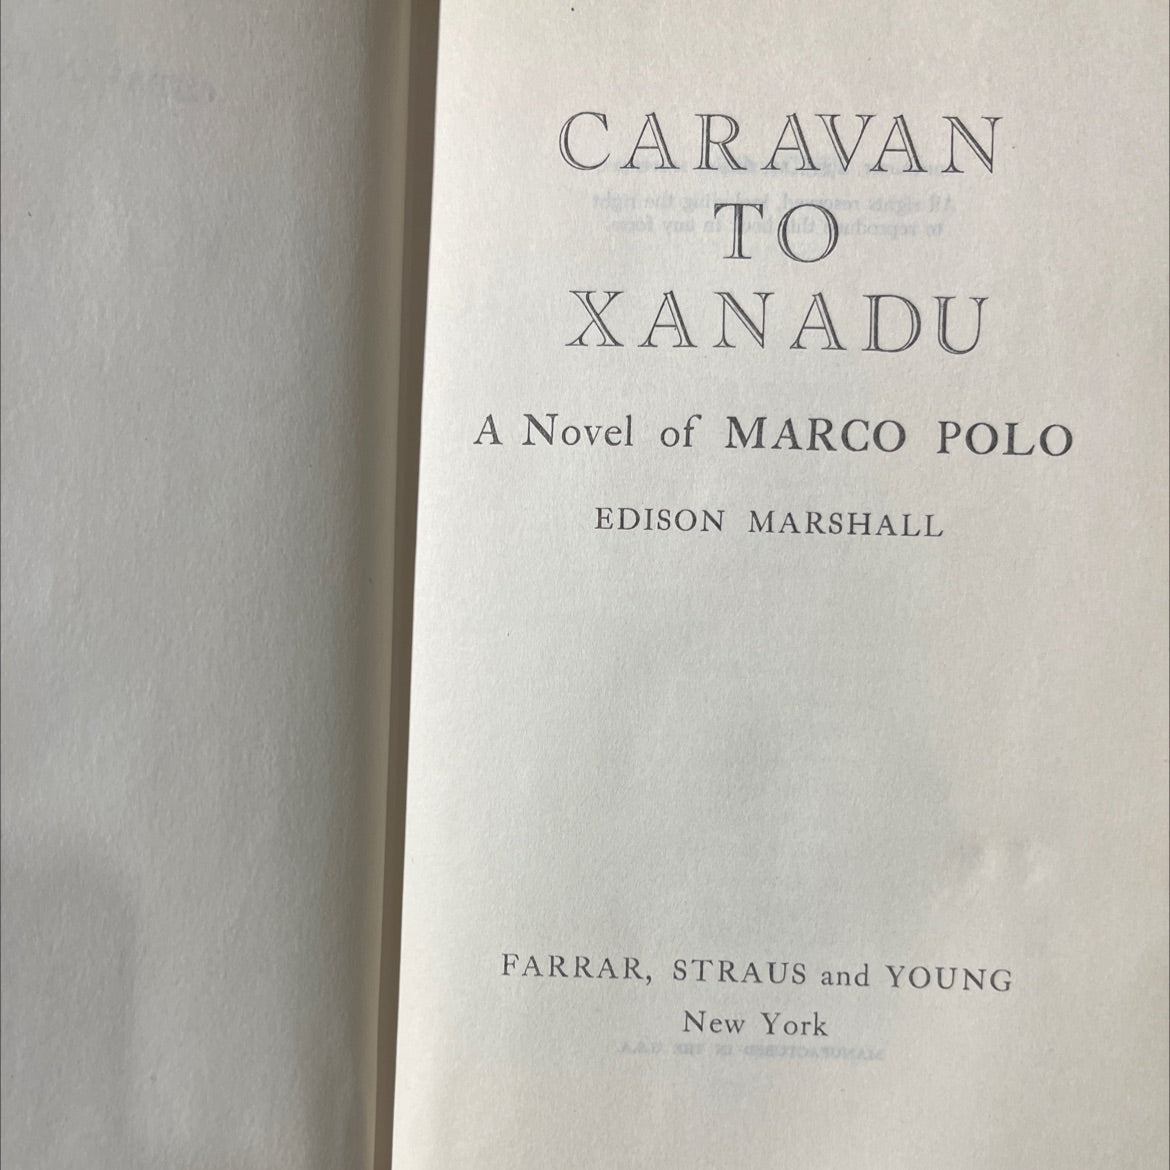 CARAVAN
TO
XANADU
A Novel of MARCO POLO
EDISON MARSHALL
FARRAR, STRAUS and YOUNG
New York